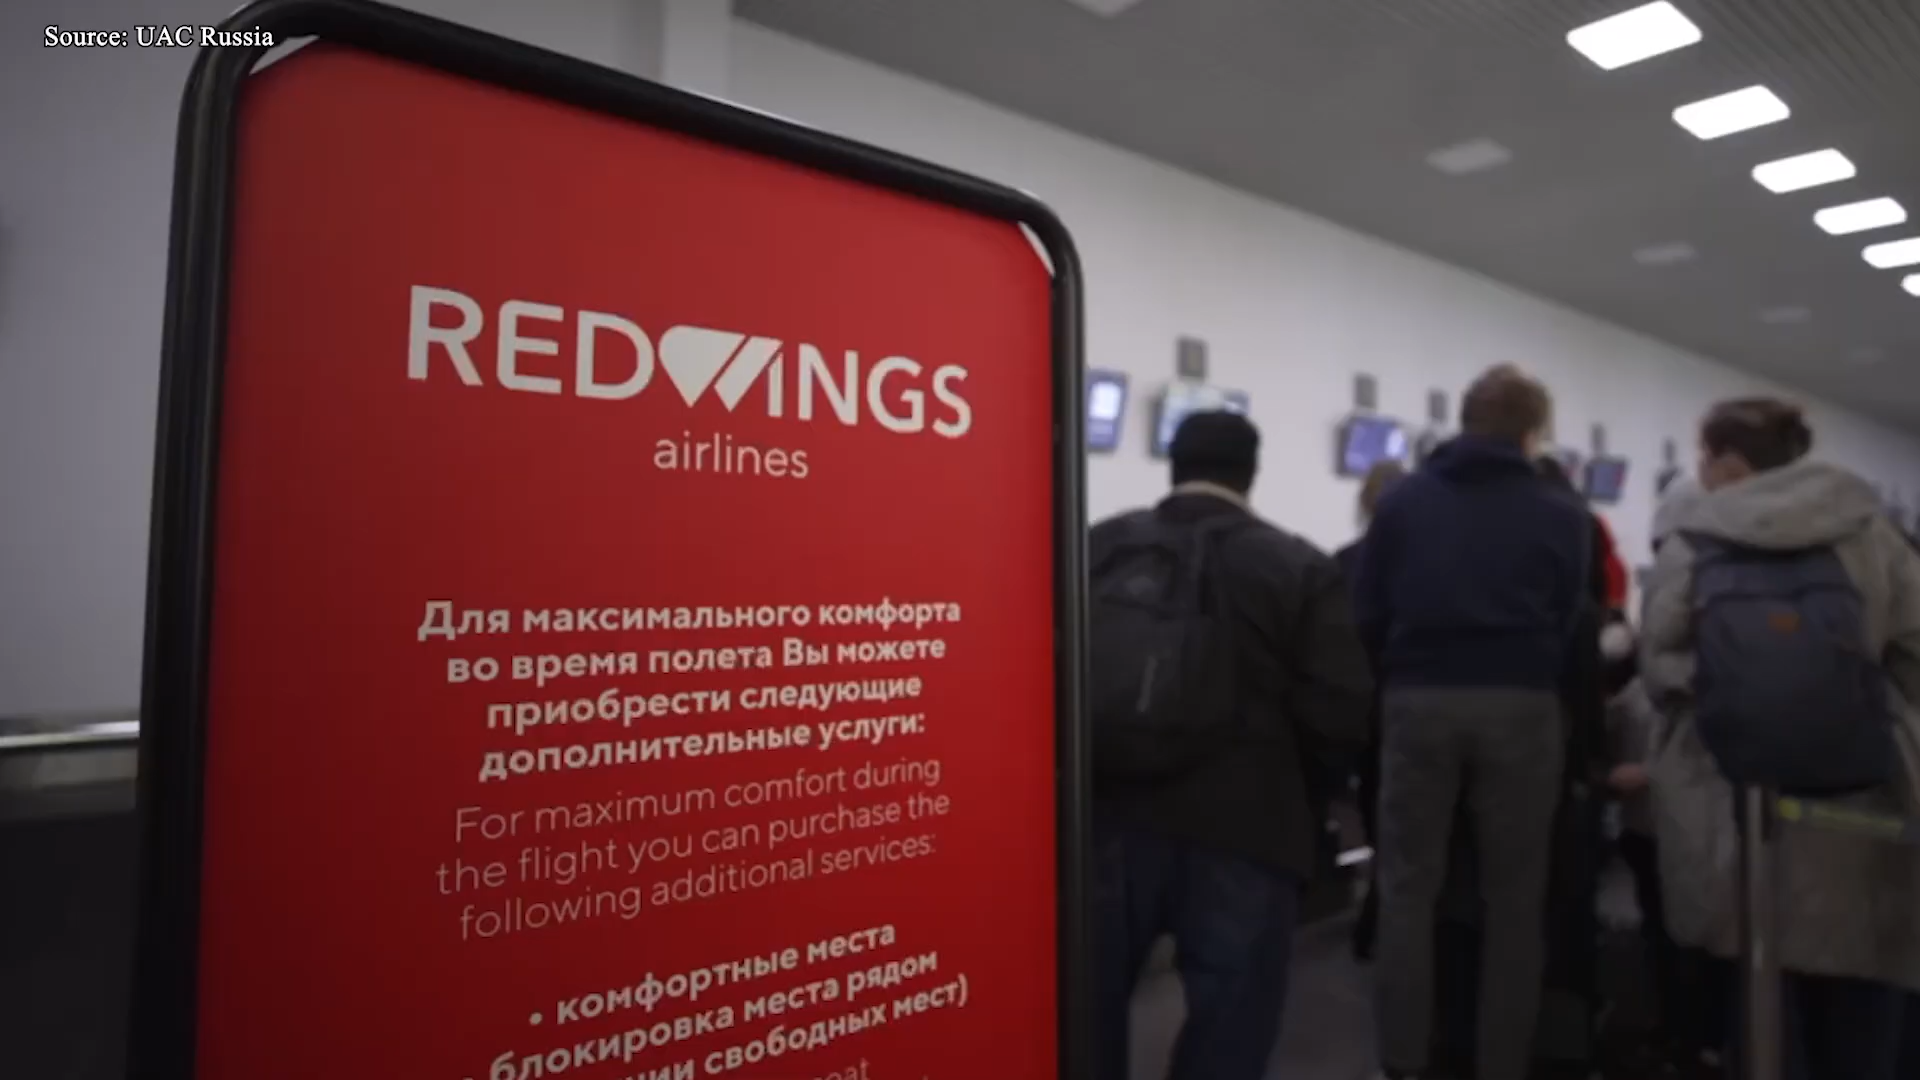 Source: UAC Russia
REDWINGS
airlines
Для максимального комфорта
во время полета Вы можете
приобрести следующие
дополнительные услуги:
For maximum comfort during
the flight you can purchase the
following additional services:
• комфортные места
блокировка места рядом
свободных мест)